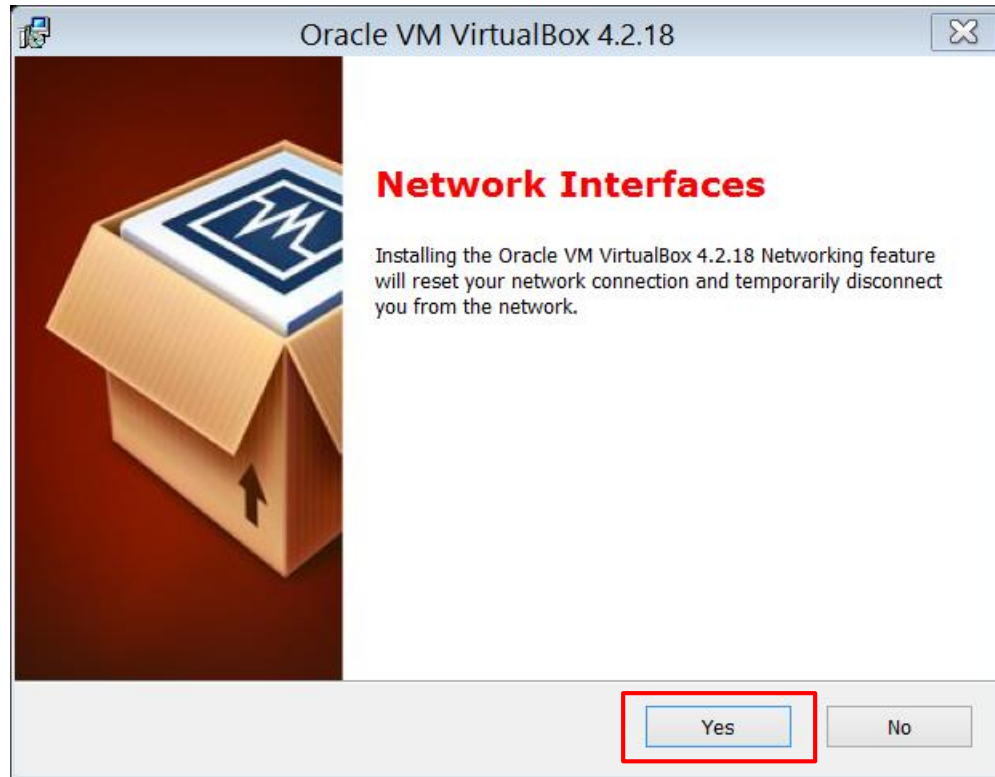 Oracle VM VirtualBox 4.2.18
Network Interfaces
Installing the Oracle VM VirtualBox 4.2.18 Networking feature
will reset your network connection and temporarily disconnect
you from the network.
Yes
No